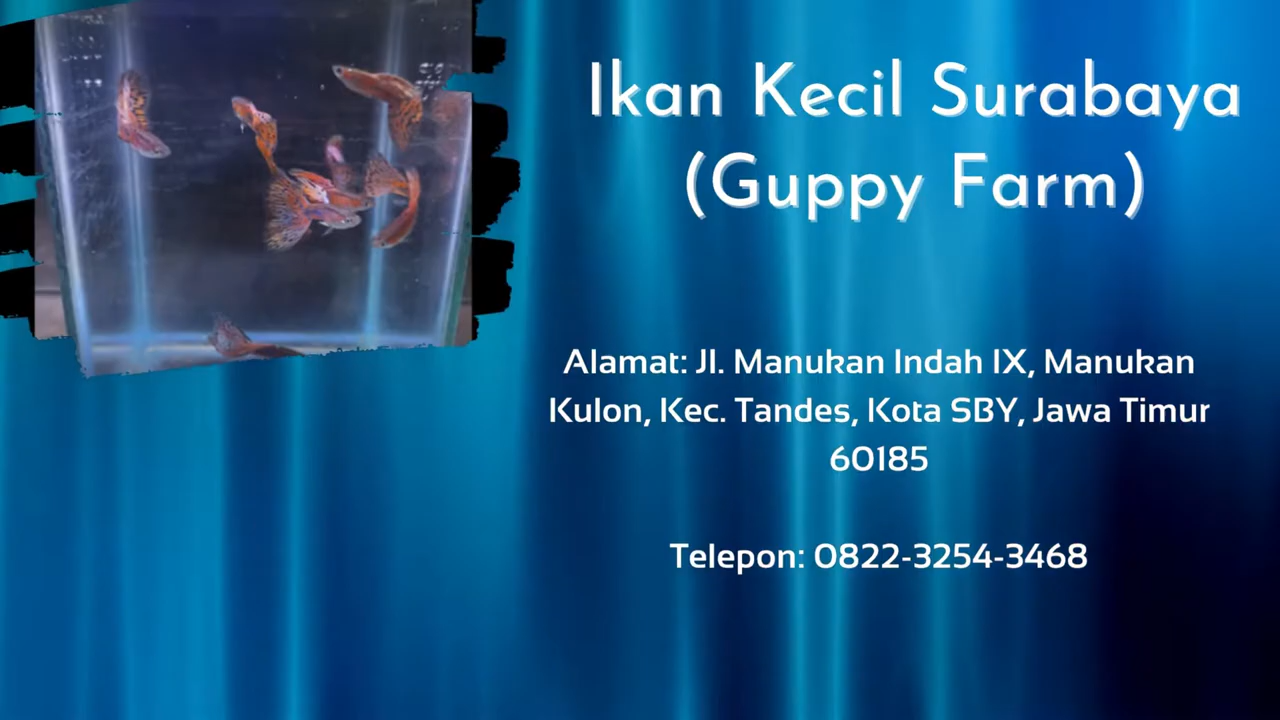 Ikan Kecil Surabaya
(Guppy Farm)
Alamat: Jl. Manukan Indah IX, Manukan
Kulon, Kec. Tandes, Kota SBY, Jawa Timur
60185
Telepon: 0822-3254-3468